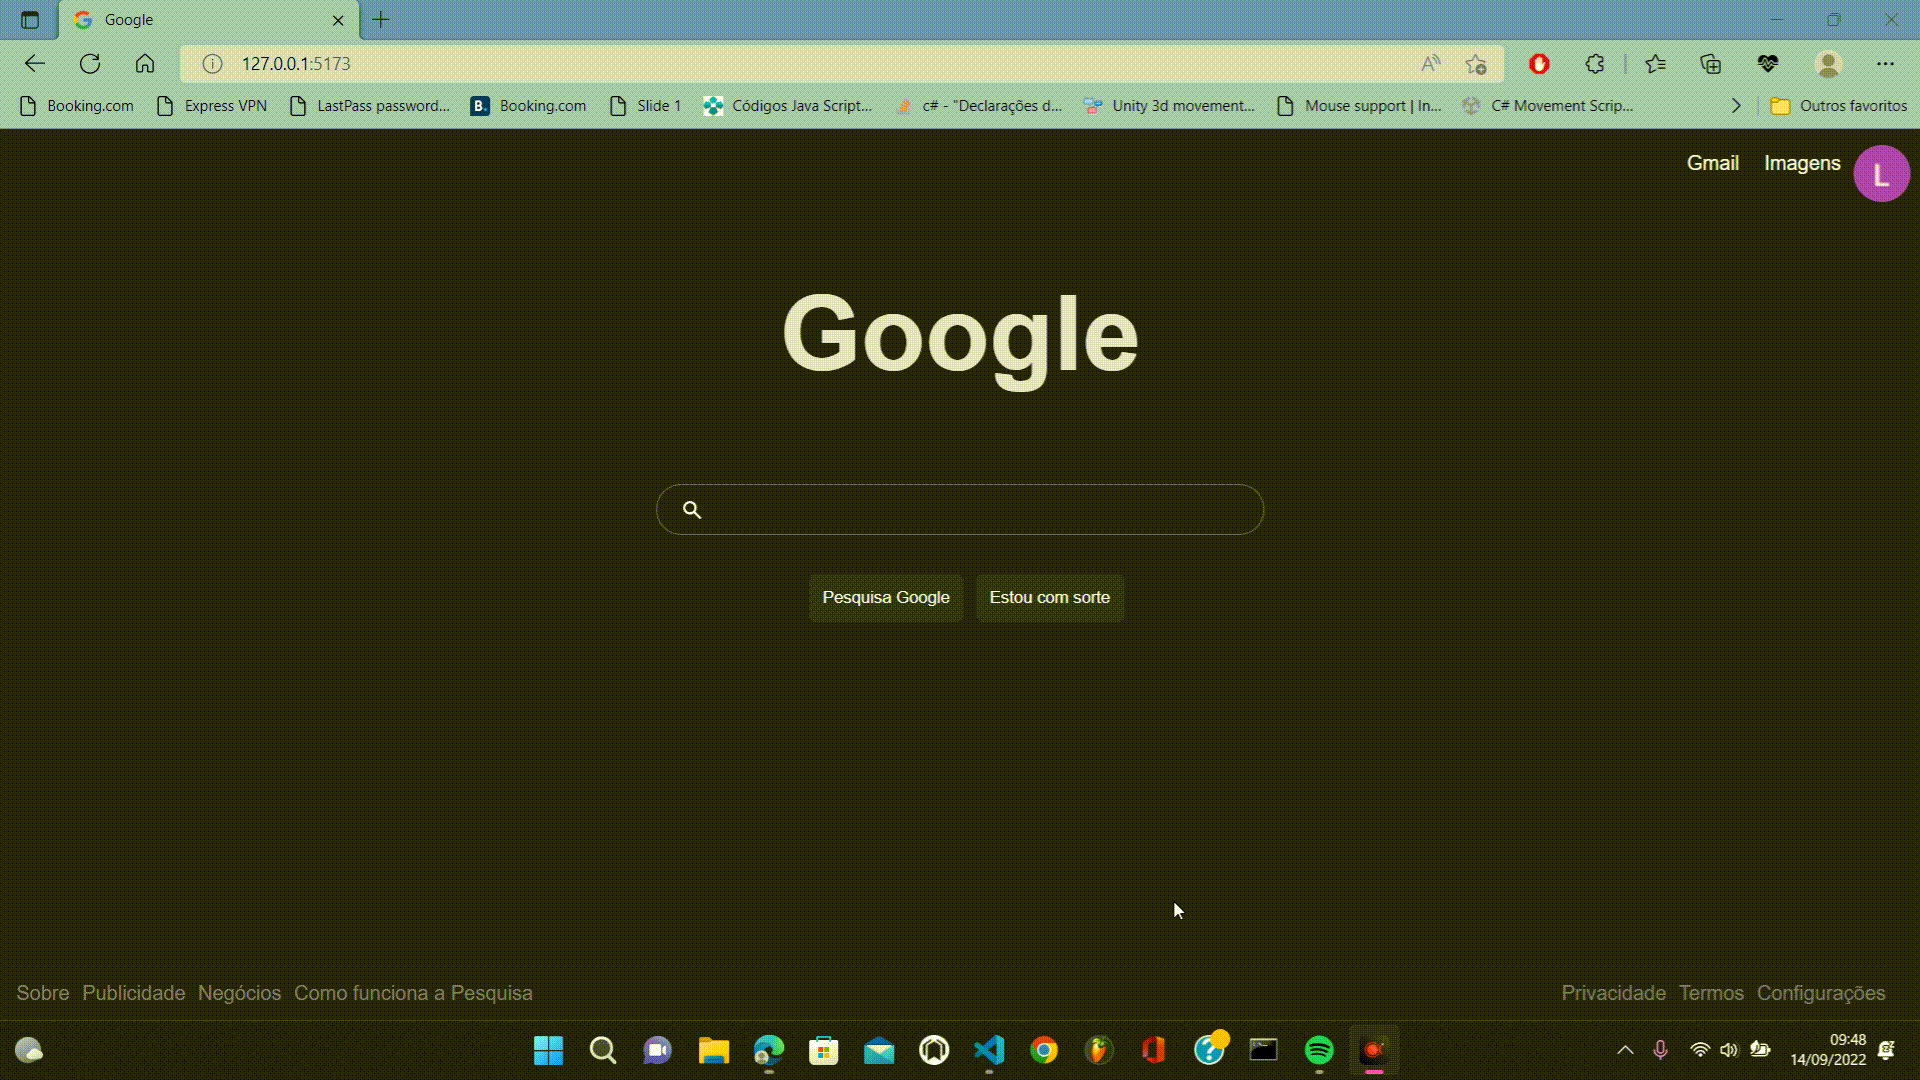 Google
127.0.0.1:5173
Booking.com Express VPN LastPass password... B. Booking.com Slide 1 Códigos Java Script... c# - "Declarações d... Unity 3d movement... Mouse support | In... C# Movement Scrip... Outros favoritos
Gmail Imagens L
Google
Pesquisa Google Estou com sorte
Sobre Publicidade Negócios Como funciona a Pesquisa Privacidade Termos Configurações
09:48
14/09/2022